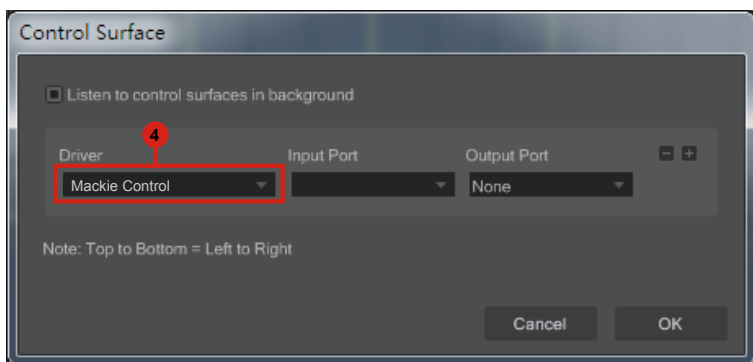 Control Surface
Listen to control surfaces in background
4
Driver Input Port Output Port
Mackie Control None
Note: Top to Bottom = Left to Right
Cancel OK